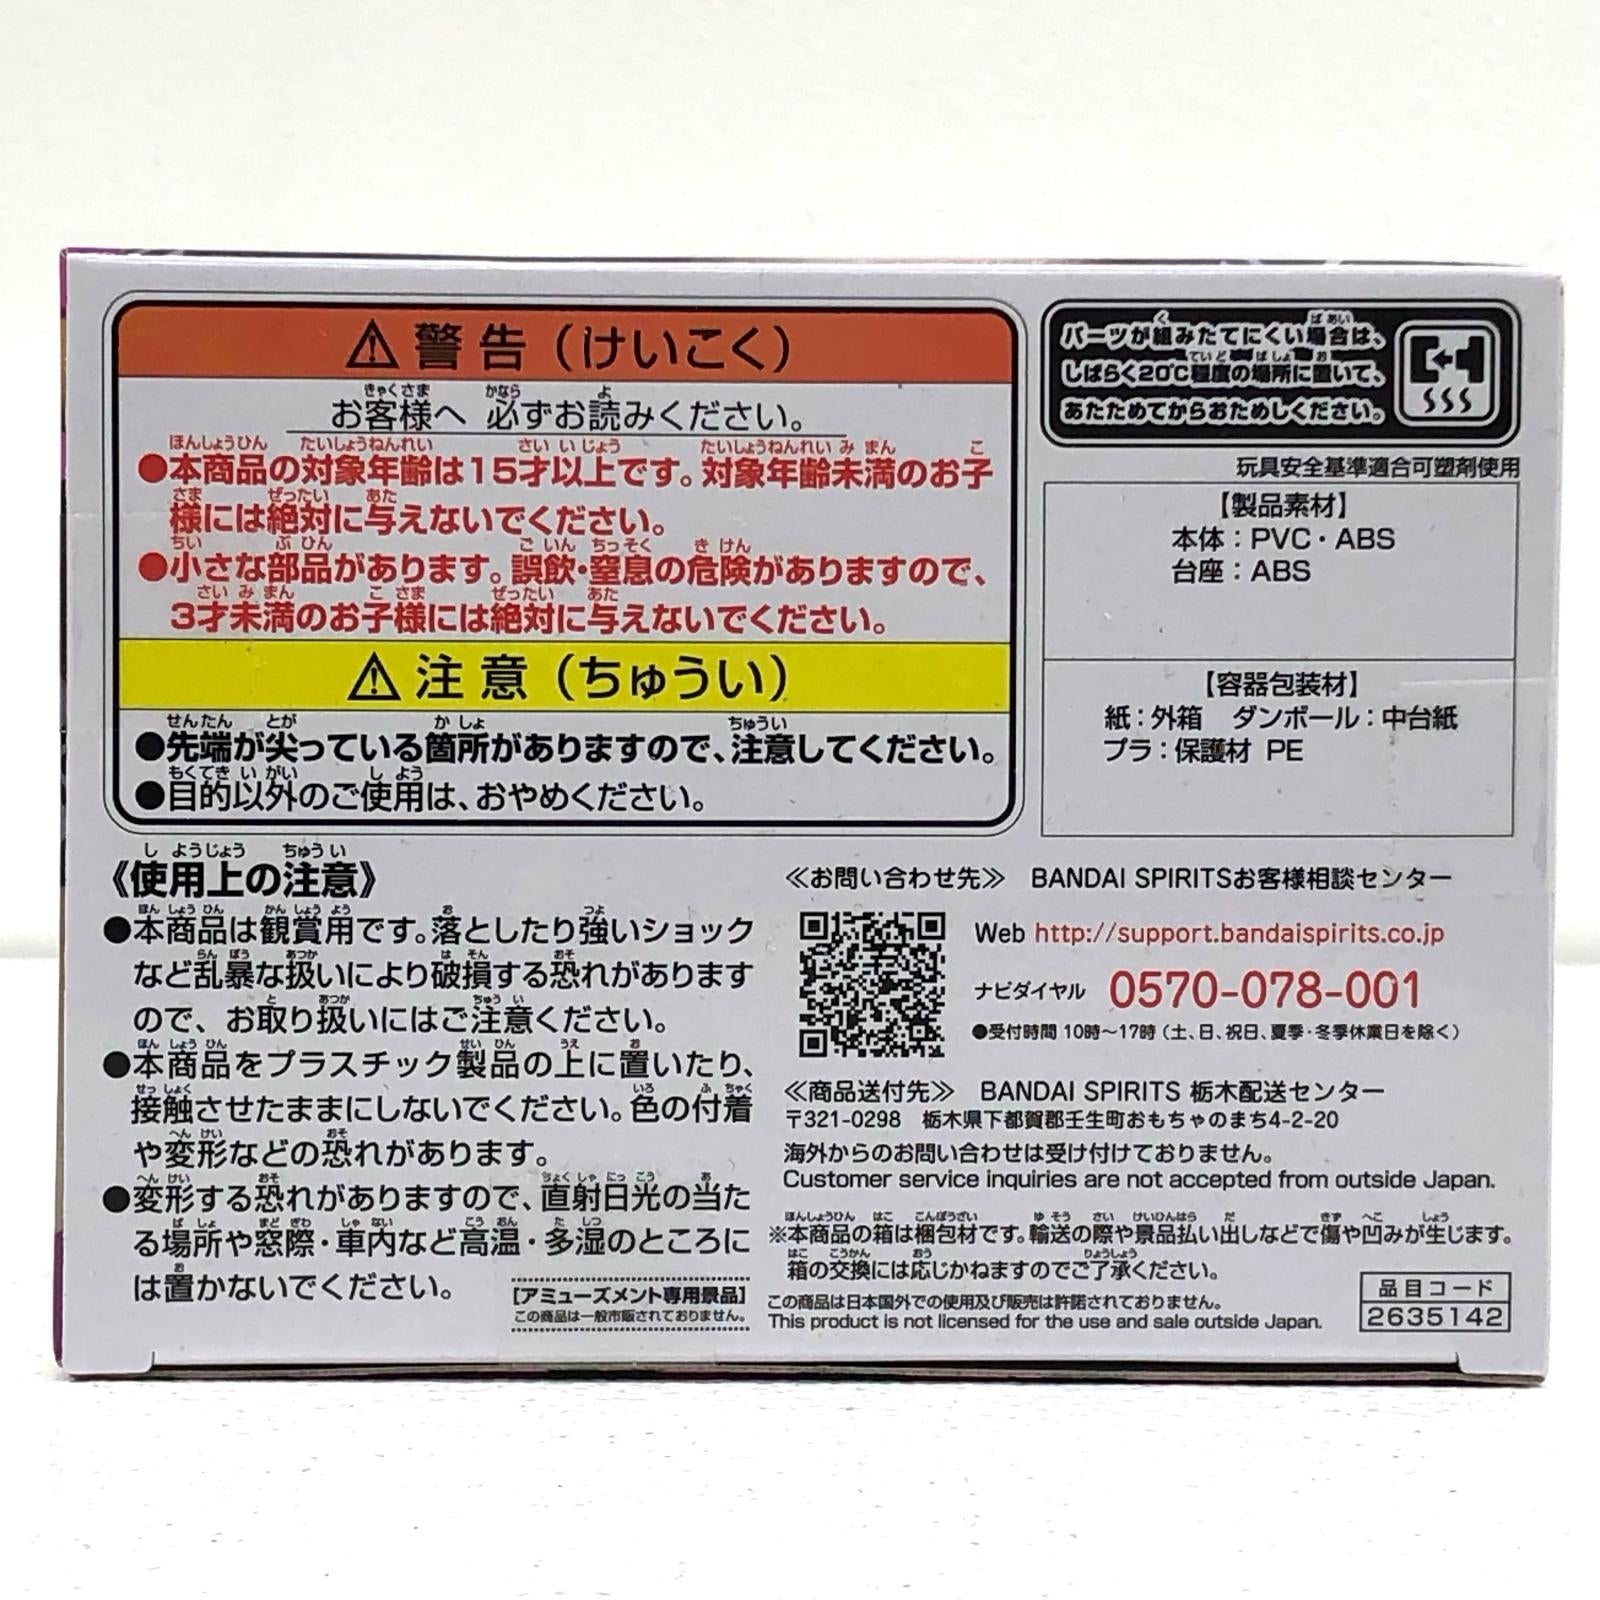 ⚠警告（けいこく）
お客様へ 必ずお読みください。
●本商品の対象年齢は15才以上です。対象年齢未満のお子
様には絶対に与えないでください。
●小さな部品があります。誤飲・窒息の危険がありますので、
3才未満のお子様には絶対に与えないでください。
⚠注意（ちゅうい）
●先端が尖っている箇所がありますので、注意してください。
●目的以外のご使用は、おやめください。
パーツが組みたてにくい場合は、
しばらく20℃程度の場所に置いて、
あたためてからおためしください。
玩具安全基準適合可塑剤使用
【製品素材】
本体：PVC・ABS
台座：ABS
【容器包装材】
紙：外箱 ダンボール：中台紙
プラ：保護材 PE
《使用上の注意》
●本商品は観賞用です。落としたり強いショック
など乱暴な扱いにより破損する恐れがあります
ので、お取り扱いにはご注意ください。
●本商品をプラスチック製品の上に置いたり、
接触させたままにしないでください。色の付着
や変形などの恐れがあります。
●変形する恐れがありますので、直射日光の当た
る場所や窓際・車内など高温・多湿のところに
は置かないでください。
【アミューズメント専用景品】
この商品は一般市販されておりません。
≪お問い合わせ先≫ BANDAI SPIRITSお客様相談センター
Web http://support.bandaispirits.co.jp
ナビダイヤル 0570-078-001
●受付時間 10時～17時（土、日、祝日、夏季・冬季休業日を除く）
≪商品送付先≫ BANDAI SPIRITS 栃木配送センター
〒321-0298 栃木県下都賀郡壬生町おもちゃのまち4-2-20
海外からのお問い合わせは受け付けておりません。
Customer service inquiries are not accepted from outside Japan.
※本商品の箱は梱包材です。輸送の際や景品払い出しなどで傷や凹みが生じます。
箱の交換には応じかねますのでご了承ください。
この商品は日本国外での使用及び販売は許諾されておりません。
This product is not licensed for the use and sale outside Japan.
品目コード
2635142